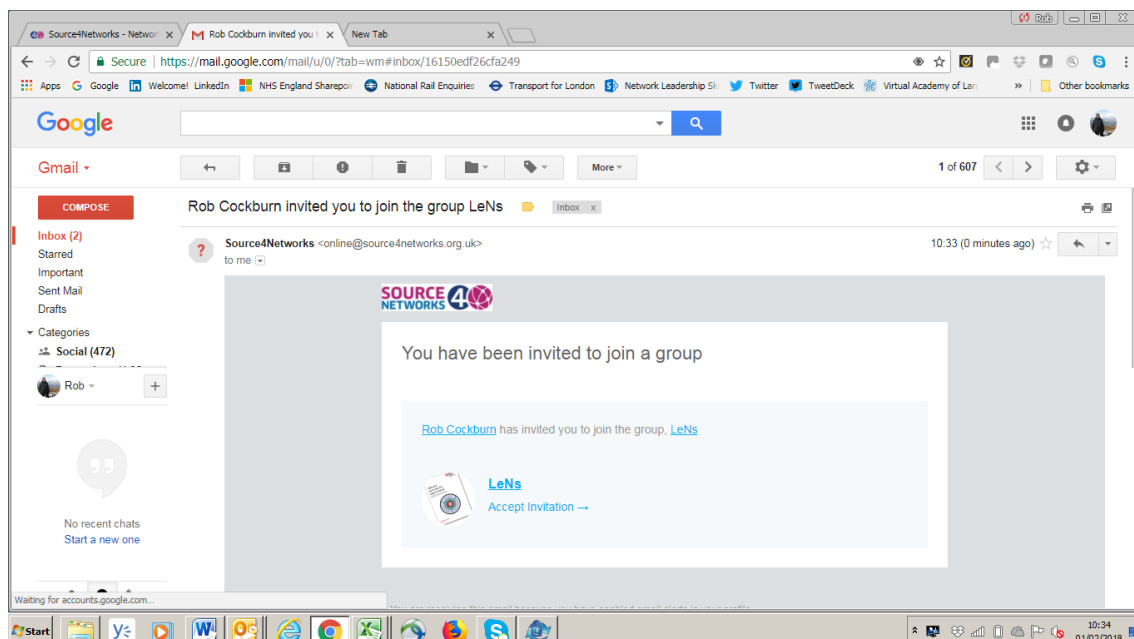 Rob
Source4Networks - Networ
Rob Cockburn invited you t
New Tab
Secure
https://mail.google.com/mail/u/0/?tab=wm#inbox/16150edf26cfa249
Apps
Google
Welcome! LinkedIn
NHS England Sharepoin
National Rail Enquiries
Transport for London
Network Leadership Sk
Twitter
TweetDeck
Virtual Academy of Lan
»
Other bookmarks
Google
Gmail
More
1 of 607
COMPOSE
Rob Cockburn invited you to join the group LeNs
Inbox x
Inbox (2)
Starred
Important
Sent Mail
Drafts
Categories
Social (472)
Rob
+
No recent chats
Start a new one
Source4Networks <online@source4networks.org.uk>
10:33 (0 minutes ago)
to me
SOURCE 4
NETWORKS
You have been invited to join a group
Rob Cockburn has invited you to join the group, LeNs
LeNs
Accept Invitation →
Waiting for accounts.google.com...
Start
10:34
01/02/2018